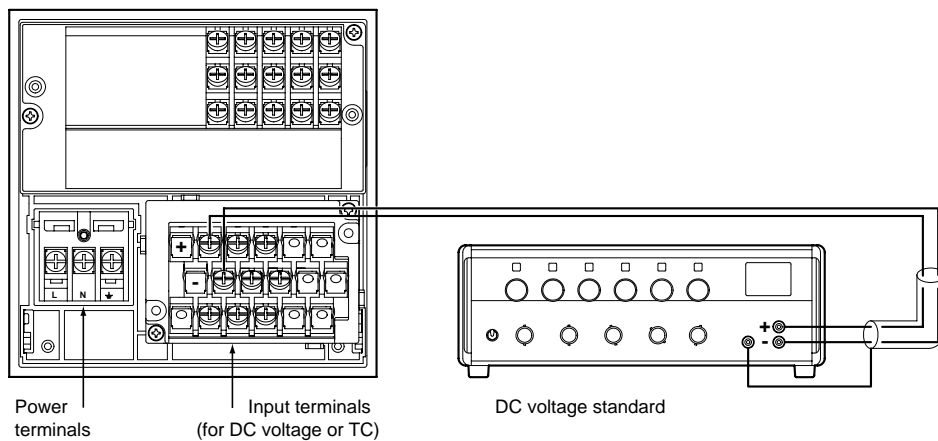 +
-
L N ⏚
+
-
Power
terminals
Input terminals
(for DC voltage or TC)
DC voltage standard